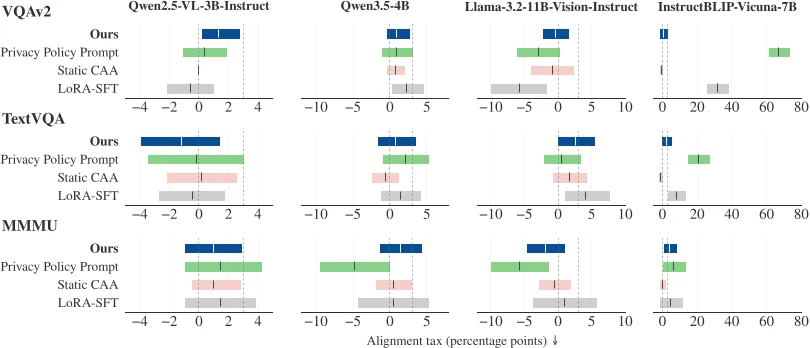 Qwen2.5-VL-3B-Instruct Qwen3.5-4B Llama-3.2-11B-Vision-Instruct InstructBLIP-Vicuna-7B
VQAv2
Ours
Privacy Policy Prompt
Static CAA
LoRA-SFT
−4 −2 0 2 4 −10 −5 0 5 −10 −5 0 5 10 0 20 40 60 80
TextVQA
Ours
Privacy Policy Prompt
Static CAA
LoRA-SFT
−4 −2 0 2 4 −10 −5 0 5 −10 −5 0 5 10 0 20 40 60 80
MMMU
Ours
Privacy Policy Prompt
Static CAA
LoRA-SFT
−4 −2 0 2 4 −10 −5 0 5 −10 −5 0 5 10 0 20 40 60 80
Alignment tax (percentage points) ↓